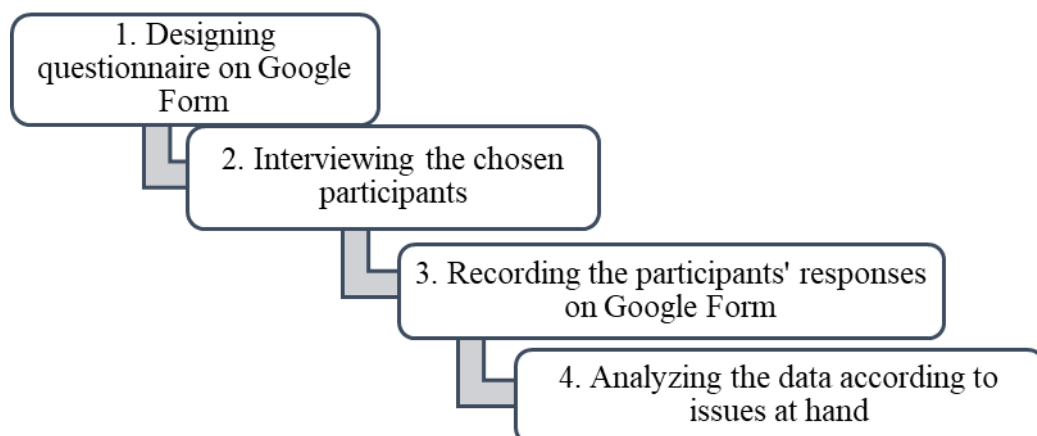 1. Designing
questionnaire on Google
Form
2. Interviewing the chosen
participants
3. Recording the participants' responses
on Google Form
4. Analyzing the data according to
issues at hand